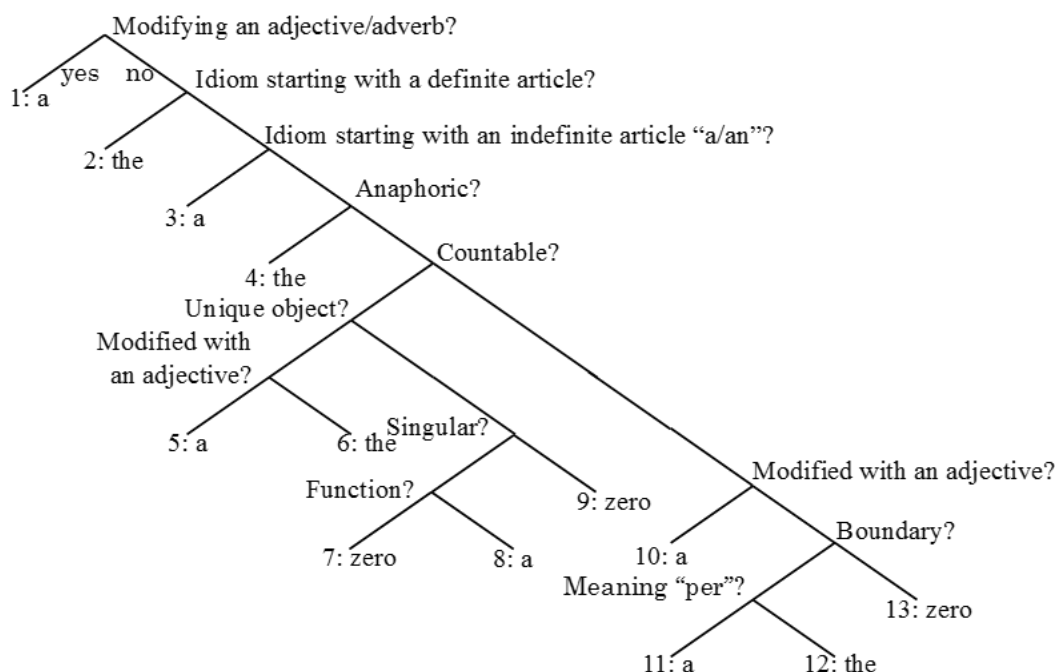 Modifying an adjective/adverb?
yes no
Idiom starting with a definite article?
1: a
Idiom starting with an indefinite article “a/an”?
2: the
Anaphoric?
3: a
Countable?
4: the
Unique object?
Modified with
an adjective?
5: a
6: the
Singular?
Modified with an adjective?
Function?
9: zero
Boundary?
7: zero
8: a
10: a
Meaning “per”?
13: zero
11: a
12: the